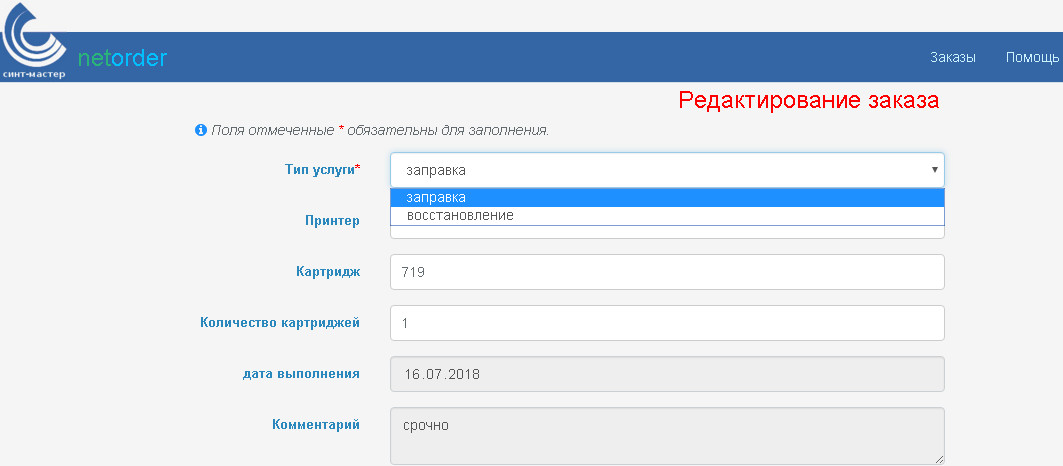 синт-мастер
netorder
Заказы
Помощь
Редактирование заказа
Поля отмеченные * обязательны для заполнения.
Тип услуги*
заправка
заправка
восстановление
Принтер
Картридж
719
Количество картриджей
1
дата выполнения
16.07.2018
Комментарий
срочно